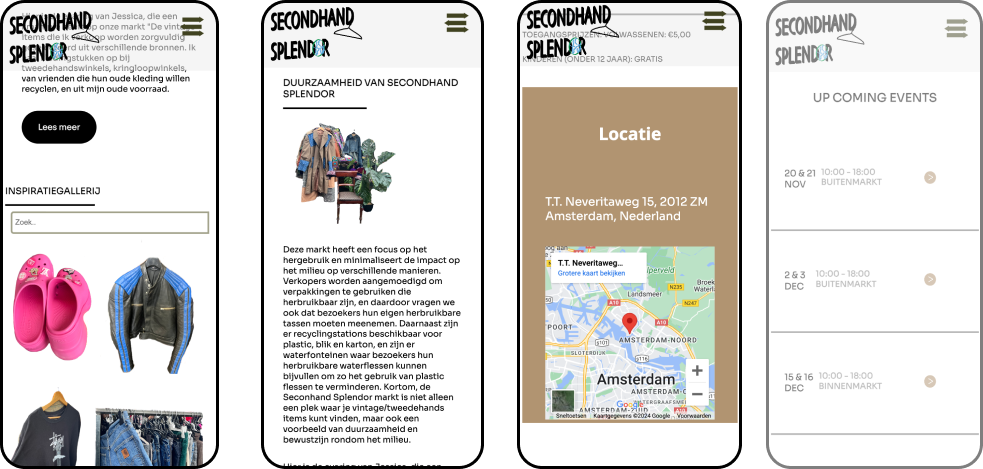 SECONDHAND
SPLENDOR
van Jessica, die een
op onze markt "De
items die ik verkoop worden zorgvuldig
uit verschillende bronnen. Ik
op bij
tweedehandswinkels, kringloopwinkels,
van vrienden die hun oude kleding willen
recyclen, en uit mijn oude voorraad.
Lees meer
INSPIRATIEGALLERIJ
Zoek..
SECONDHAND
SPLENDOR
DUURZAAMHEID VAN SECONDHAND
SPLENDOR
Deze markt heeft een focus op het
hergebruik en minimaliseert de impact op
het milieu op verschillende manieren.
Verkopers worden aangemoedigd om
verpakkingen te gebruiken die
herbruikbaar zijn, en daardoor vragen we
ook dat bezoekers hun eigen herbruikbare
tassen moeten meenemen. Daarnaast zijn
er recyclingstations beschikbaar voor
plastic, blik en karton, en zijn er
waterfonteinen waar bezoekers hun
herbruikbare waterflessen kunnen
bijvullen om zo het gebruik van plastic
flessen te verminderen. Kortom, de
Seconhand Splendor markt is niet alleen
een plek waar je vintage/tweedehands
items kunt vinden, maar ook een
voorbeeld van duurzaamheid en
bewustzijn rondom het milieu.
SECONDHAND
SPLENDOR
TOEGANGSPRIJZEN: VOLWASSENEN: €5,00
KINDEREN (ONDER 12 JAAR): GRATIS
Locatie
T.T. Neveritaweg 15, 2012 ZM
Amsterdam, Nederland
T.T. Neveritaweg...
Grotere kaart bekijken
Ilperveld
Broek
Waterla
N235
N247
Landsmeer
A10
A10
TPOORT
AMSTERDAM-NOORD
SLOTERDIJK
s116
Amsterdam
AMSTERDAM-ZUID
Google
Sneltoetsen Kaartgegevens ©2024 Google Voorwaarden
SECONDHAND
SPLENDOR
UP COMING EVENTS
20 & 21
NOV
10:00 - 18:00
BUITENMARKT
2 & 3
DEC
10:00 - 18:00
BUITENMARKT
15 & 16
DEC
10:00 - 18:00
BINNENMARKT